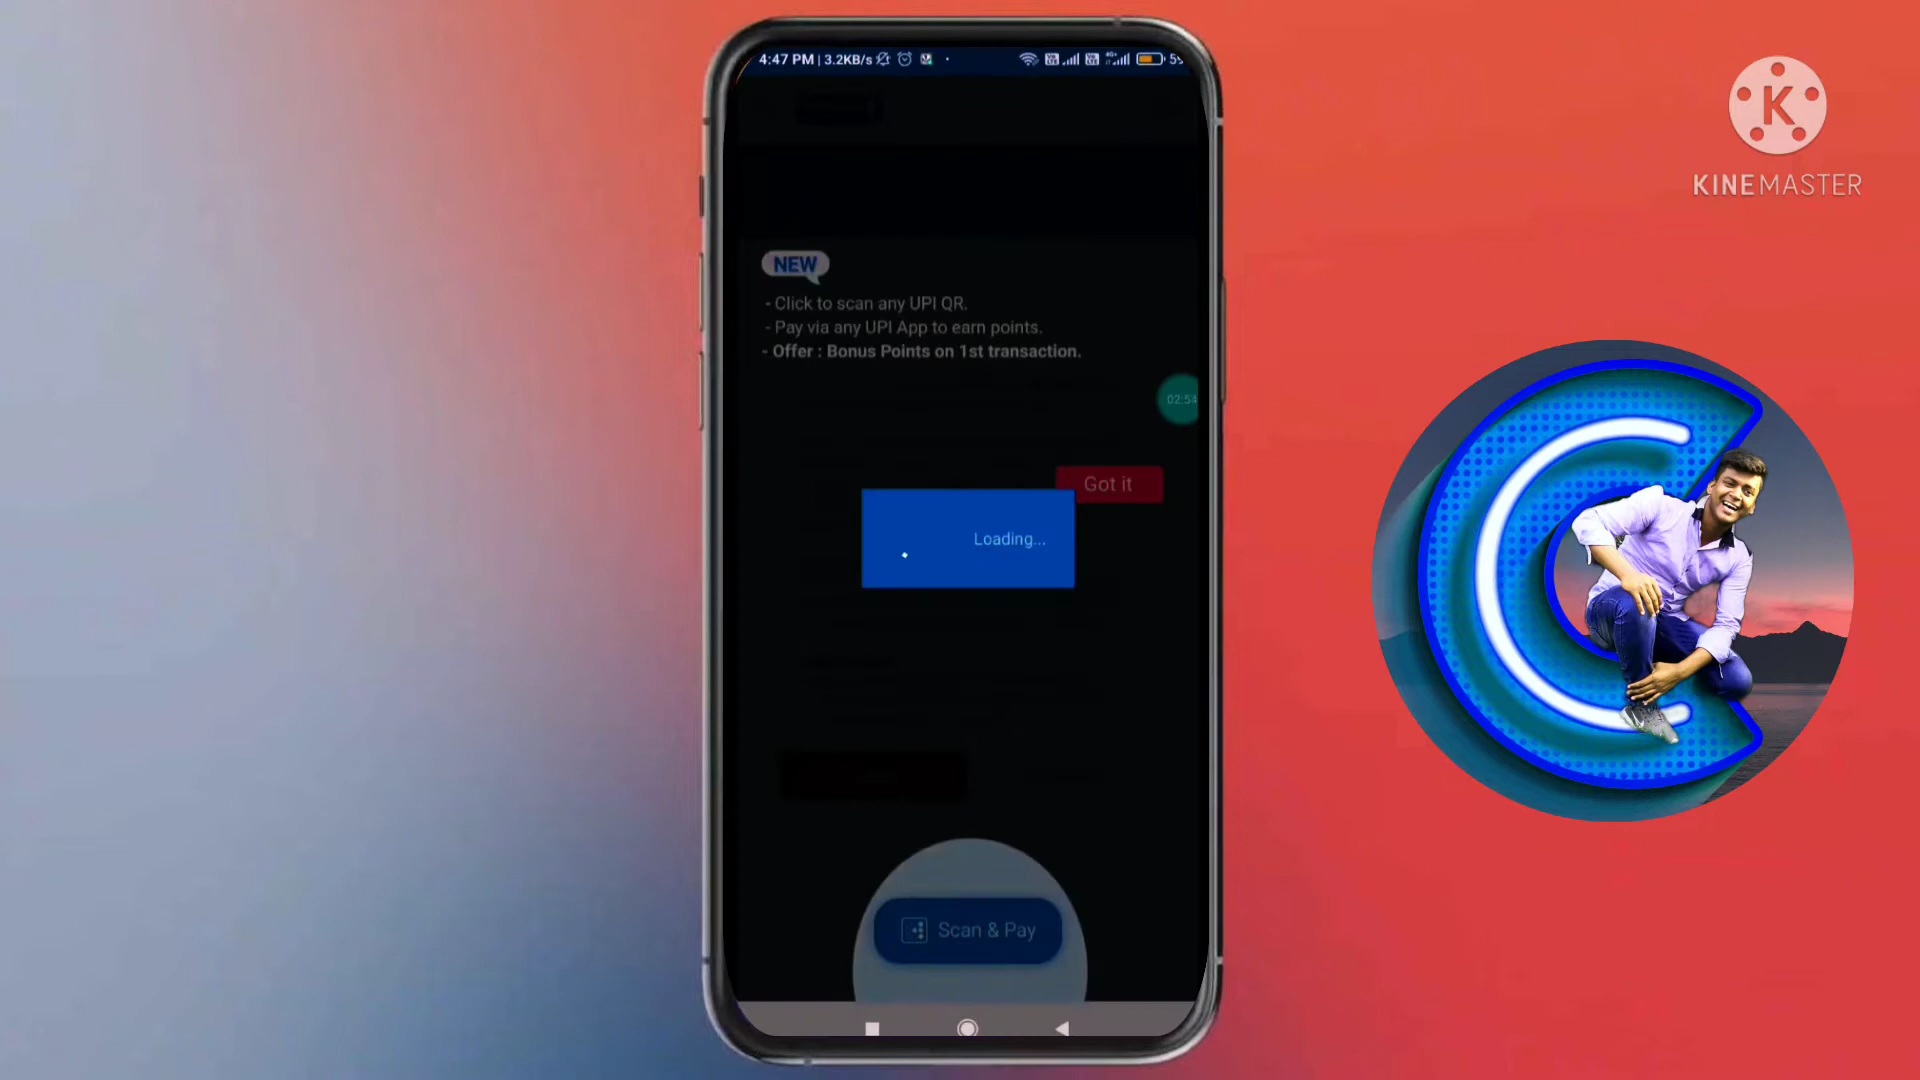 4:47 PM | 3.2KB/s
KINEMASTER
NEW
- Click to scan any UPI QR.
- Pay via any UPI App to earn points.
- Offer : Bonus Points on 1st transaction.
02:54
Got it
Loading...
Scan & Pay